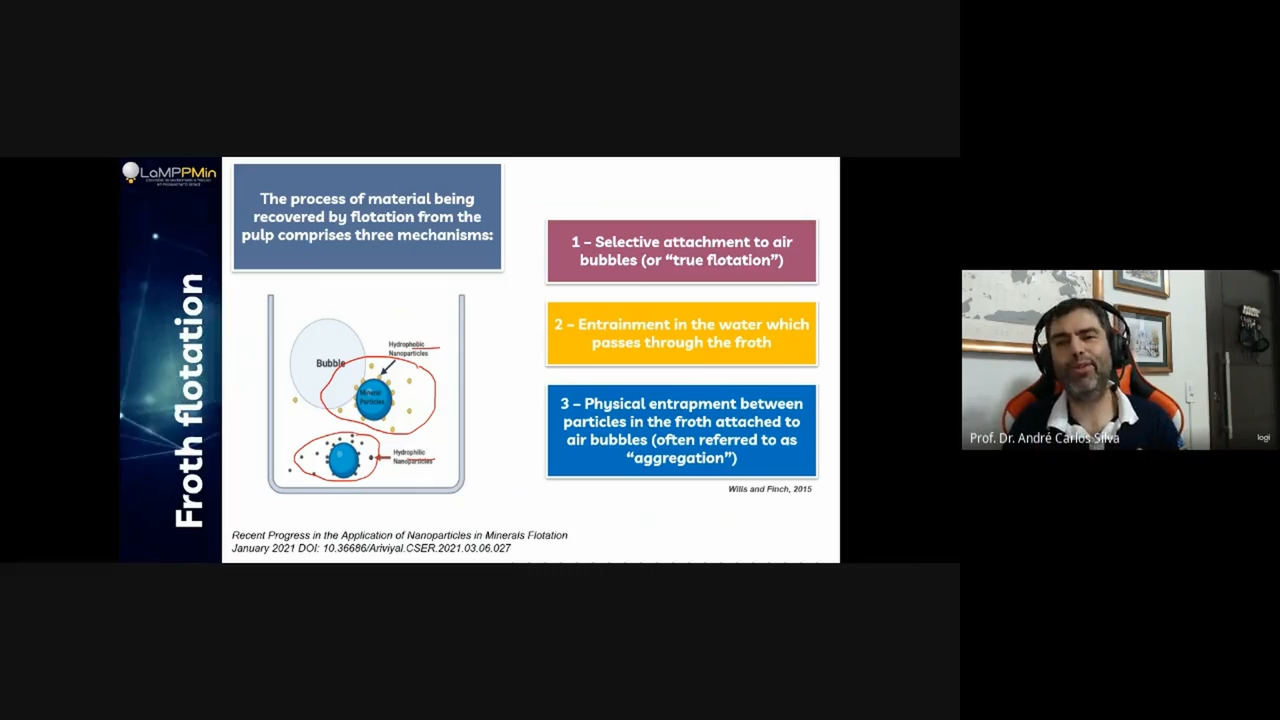 LaMPPMin
The process of material being
recovered by flotation from the
pulp comprises three mechanisms:
1 – Selective attachment to air
bubbles (or “true flotation”)
2 – Entrainment in the water which
passes through the froth
3 – Physical entrapment between
particles in the froth attached to
air bubbles (often referred to as
“aggregation”)
Wills and Finch, 2015
Froth flotation
Bubble
Hydrophobic
Nanoparticles
Mineral
Particles
Hydrophilic
Nanoparticles
Recent Progress in the Application of Nanoparticles in Minerals Flotation
January 2021 DOI: 10.36686/Ariviyal.CSER.2021.03.06.027
Prof. Dr. André Carlos Silva
logi